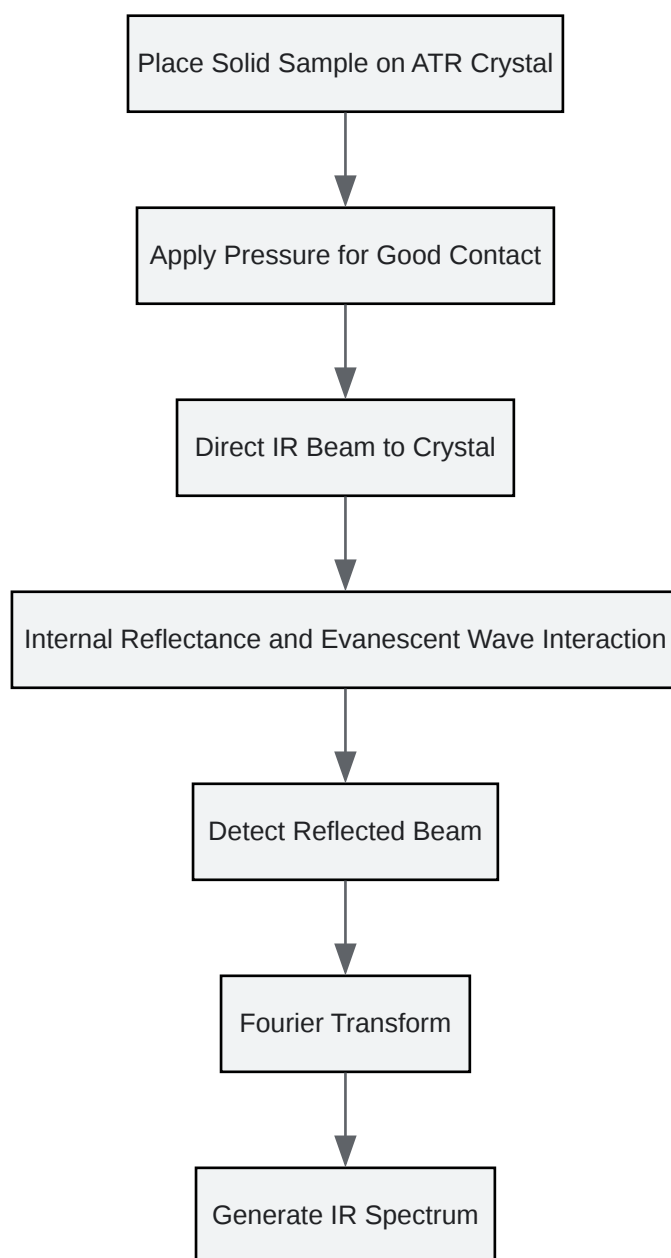 Place Solid Sample on ATR Crystal
Apply Pressure for Good Contact
Direct IR Beam to Crystal
Internal Reflectance and Evanescent Wave Interaction
Detect Reflected Beam
Fourier Transform
Generate IR Spectrum